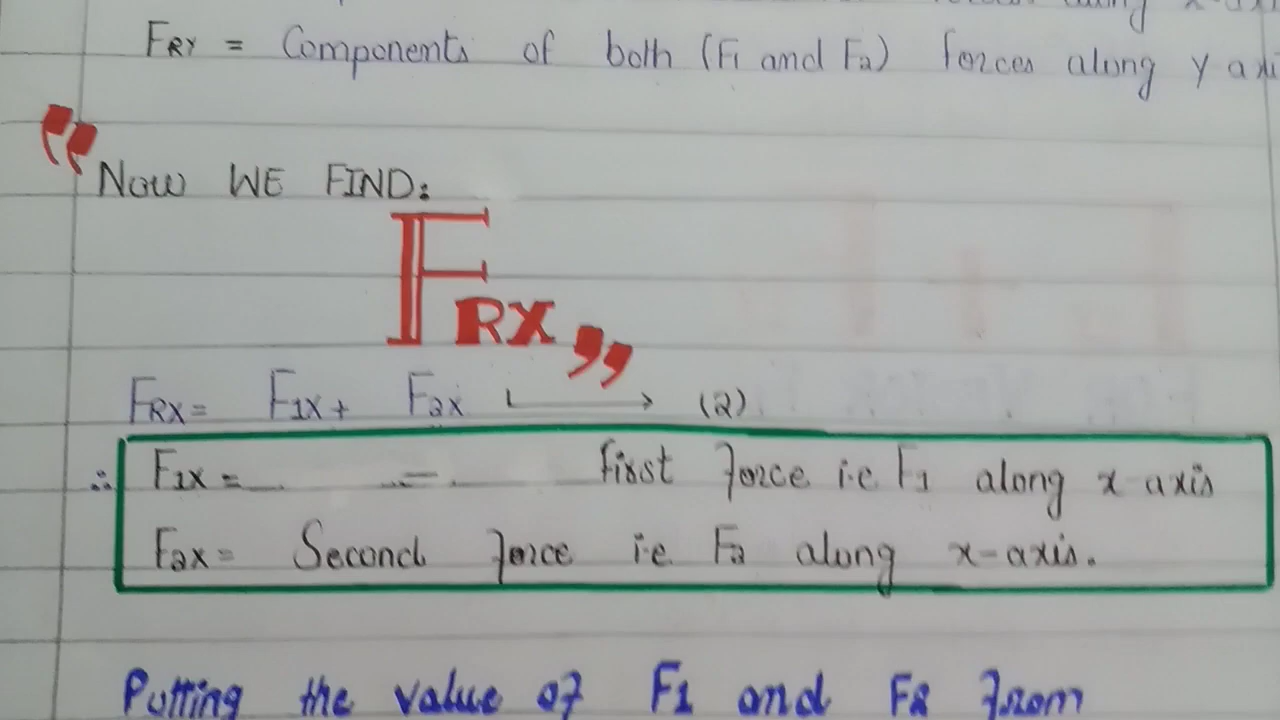 FRY = Components of both (F1 and F2) forces along Y axi
"Now WE FIND:
FRX"
FRX = F1X + F2X → (2)
∴ F1X = first force i.e F1 along x axis
F2X = Second force i.e. F2 along x-axis.
Putting the value of F1 and F2 from